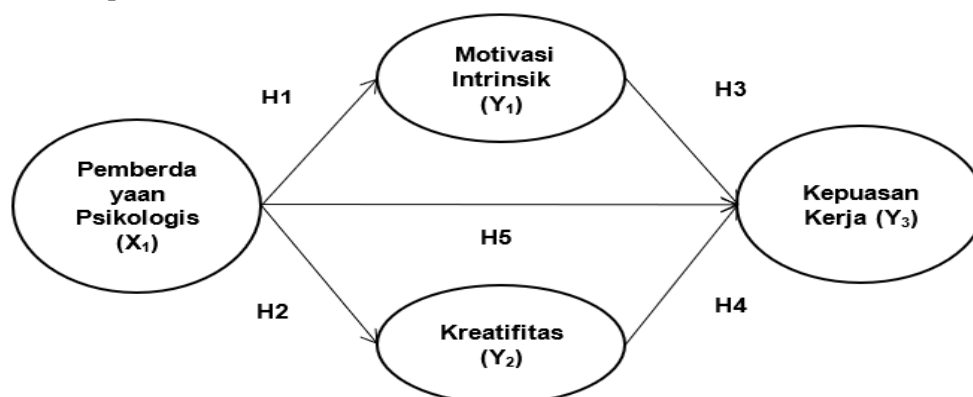 Motivasi
Intrinsik
(Y₁)
H1
H3
Pemberda
yaan
Psikologis
(X₁)
Kepuasan
Kerja (Y₃)
H5
H2
H4
Kreatifitas
(Y₂)